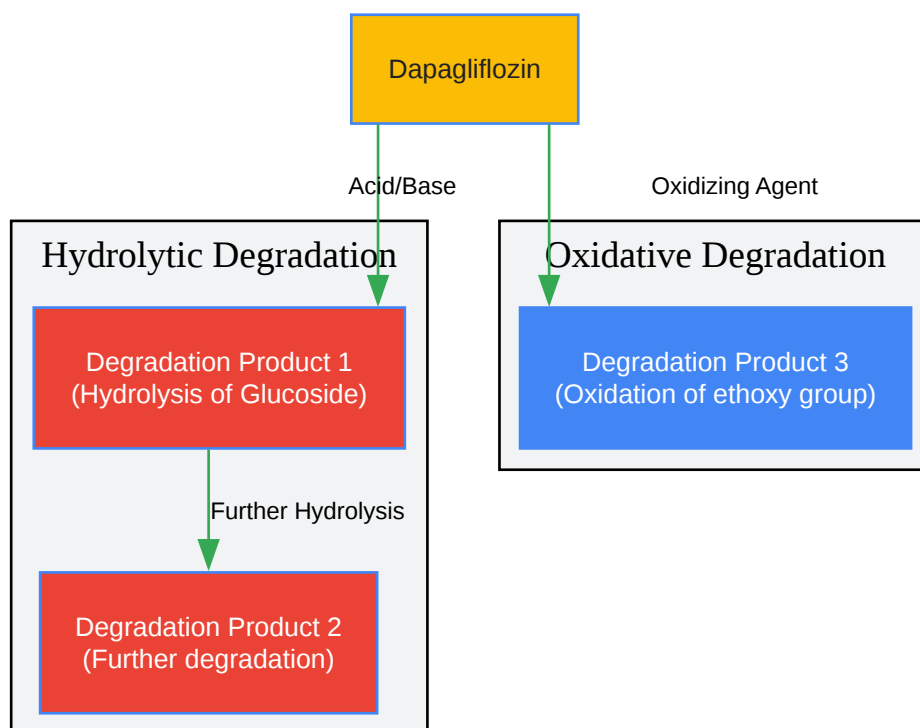 Dapagliflozin
Acid/Base
Oxidizing Agent
Hydrolytic Degradation
Oxidative Degradation
Degradation Product 1
(Hydrolysis of Glucoside)
Degradation Product 3
(Oxidation of ethoxy group)
Further Hydrolysis
Degradation Product 2
(Further degradation)